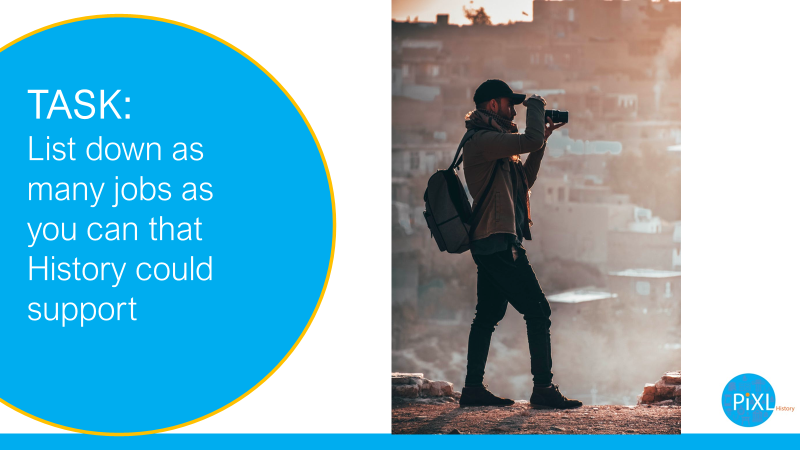 TASK:
List down as
many jobs as
you can that
History could
support
PiXL
History